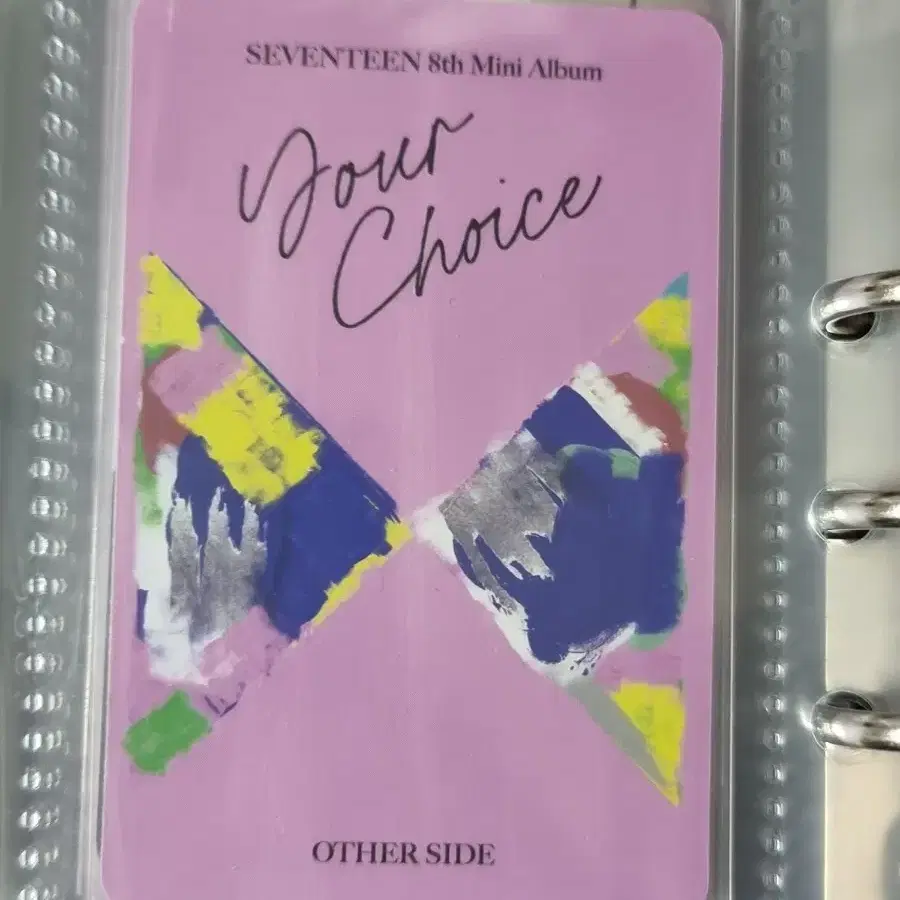 SEVENTEEN 8th Mini Album
Your
Choice
OTHER SIDE